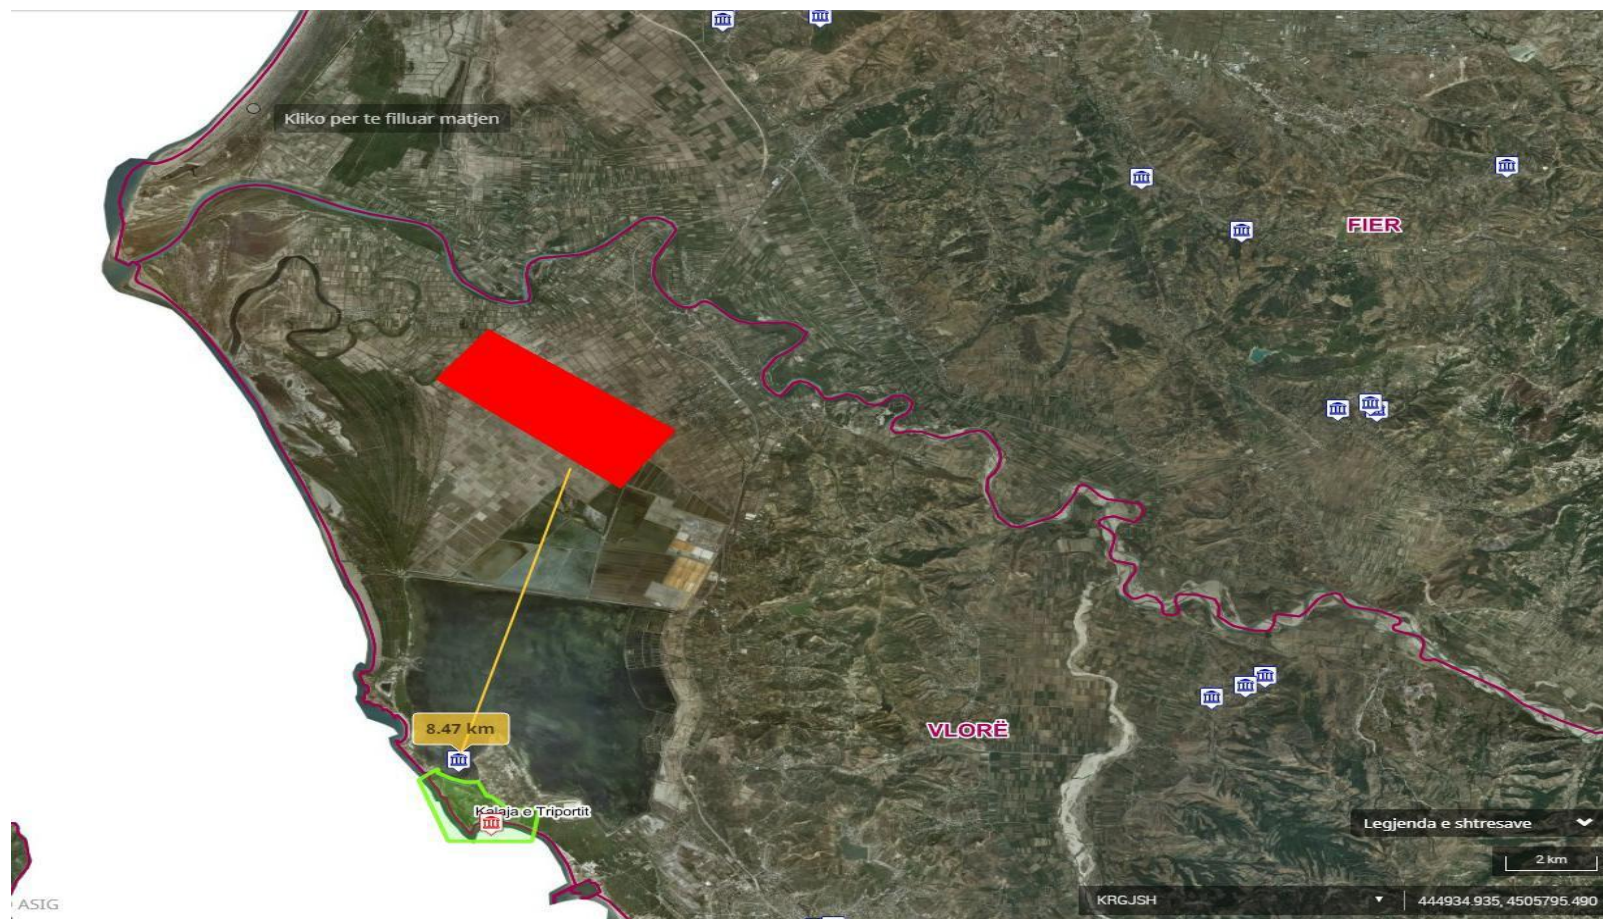 Kliko per te filluar matjen
FIER
8.47 km
VLORË
Kalaja e Triportit
Legjenda e shtresave
2 km
KRGJSH
444934.935, 4505795.490
ASIG